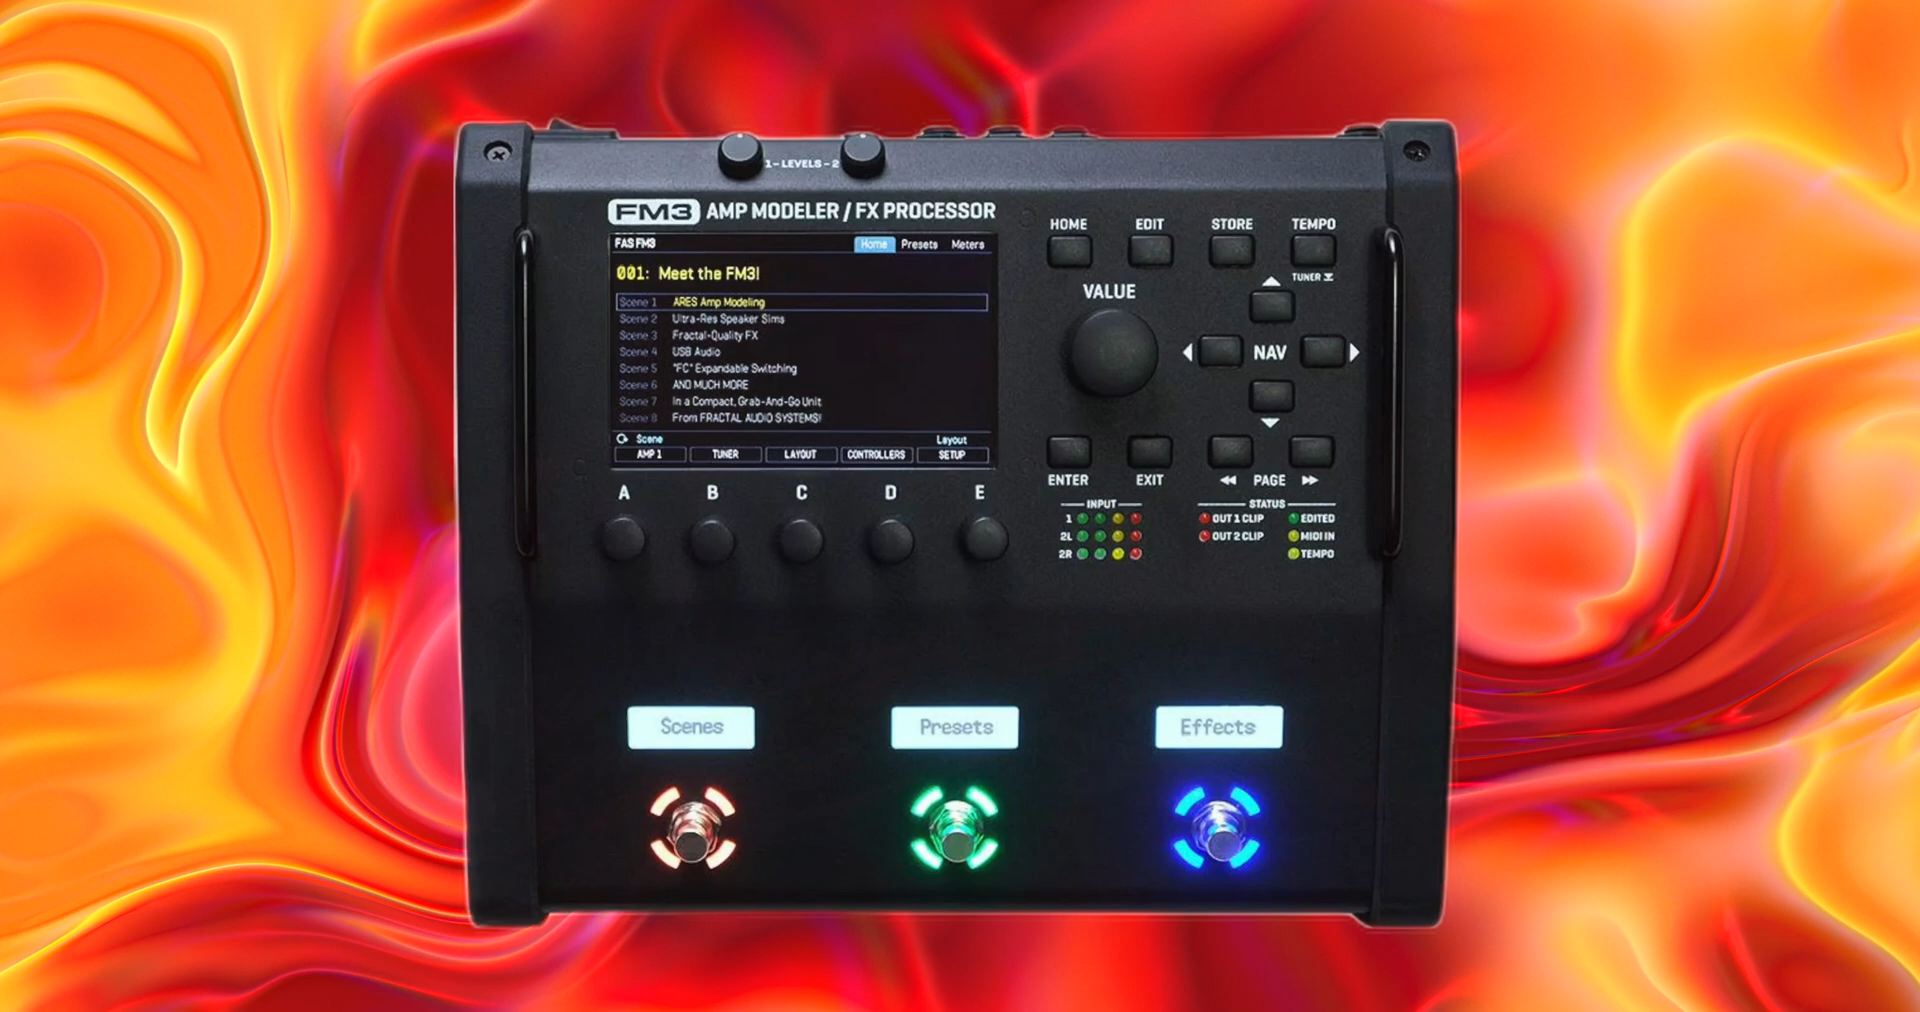 1 - LEVELS - 2
FM3 AMP MODELER / FX PROCESSOR
FAS FM3 Home Presets Meters
001: Meet the FM3!
Scene 1 ARES Amp Modeling
Scene 2 Ultra-Res Speaker Sims
Scene 3 Fractal-Quality FX
Scene 4 USB Audio
Scene 5 "FC" Expandable Switching
Scene 6 AND MUCH MORE
Scene 7 In a Compact, Grab-And-Go Unit
Scene 8 From FRACTAL AUDIO SYSTEMS!
Scene Layout
AMP 1 TUNER LAYOUT CONTROLLERS SETUP
A B C D E
HOME EDIT STORE TEMPO
TUNER
VALUE
NAV
ENTER EXIT PAGE
INPUT
1
2L
2R
STATUS
OUT 1 CLIP EDITED
OUT 2 CLIP MIDI IN
TEMPO
Scenes Presets Effects